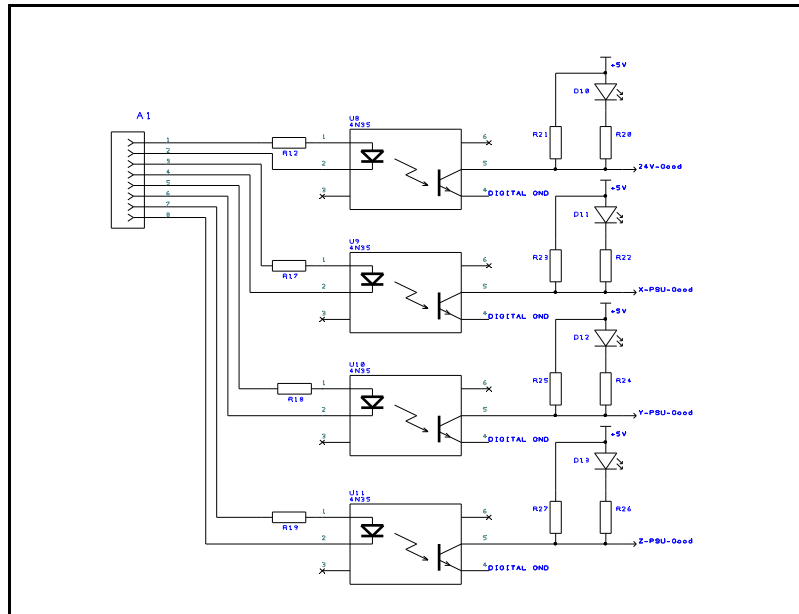 A1
1
2
3
4
5
6
7
8
R12
U8
4N35
1
2
3
6
5
4
DIGITAL GND
+5V
D10
R21
R20
24V-Good
R17
U9
4N35
1
2
3
6
5
4
DIGITAL GND
+5V
D11
R23
R22
X-PSU-Good
R18
U10
4N35
1
2
3
6
5
4
DIGITAL GND
+5V
D12
R25
R24
Y-PSU-Good
R19
U11
4N35
1
2
3
6
5
4
DIGITAL GND
+5V
D13
R27
R26
Z-PSU-Good